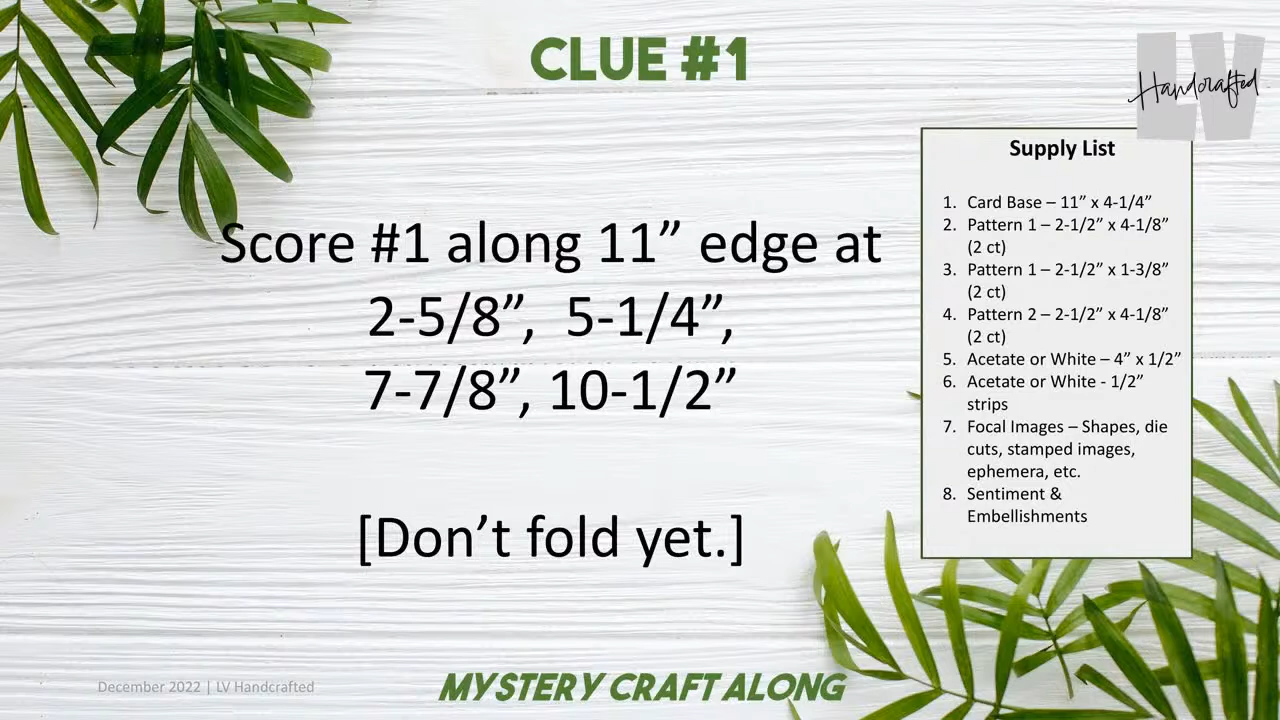 CLUE #1
LV
Handcrafted
Score #1 along 11” edge at
2-5/8”, 5-1/4”,
7-7/8”, 10-1/2”
[Don’t fold yet.]
Supply List
1. Card Base – 11” x 4-1/4”
2. Pattern 1 – 2-1/2” x 4-1/8”
(2 ct)
3. Pattern 1 – 2-1/2” x 1-3/8”
(2 ct)
4. Pattern 2 – 2-1/2” x 4-1/8”
(2 ct)
5. Acetate or White – 4” x 1/2”
6. Acetate or White - 1/2”
strips
7. Focal Images – Shapes, die
cuts, stamped images,
ephemera, etc.
8. Sentiment &
Embellishments
December 2022 | LV Handcrafted
MYSTERY CRAFT ALONG